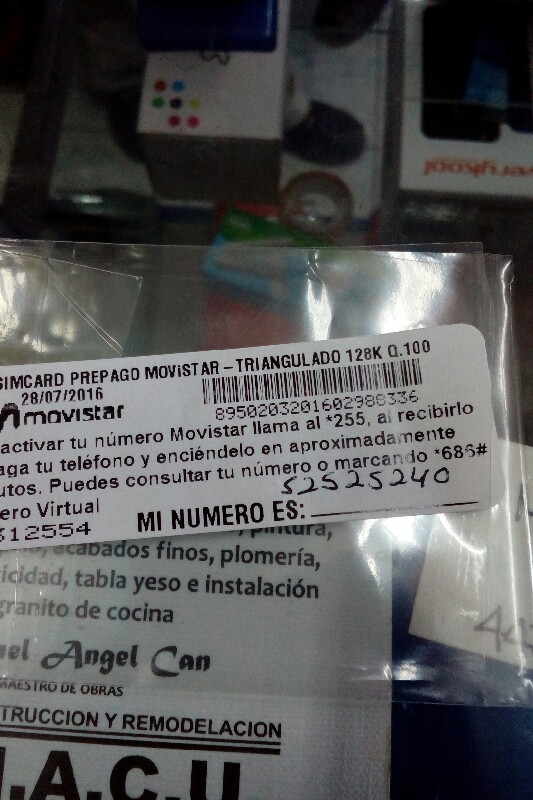 SIMCARD PREPAGO MOViSTAR - TRIANGULADO 128K Q.100
28/07/2016
movistar
8950203201602988336
activar tu número Movistar llama al *255, al recibirlo
aga tu teléfono y enciéndelo en aproximadamente
utos. Puedes consultar tu número o marcando *686#
52525240
ero Virtual
MI NUMERO ES:
612554
pintura,
acabados finos, plomería,
icidad, tabla yeso e instalación
granito de cocina
uel Angel Can
MAESTRO DE OBRAS
TRUCCION Y REMODELACION
.A.C.U
verykool